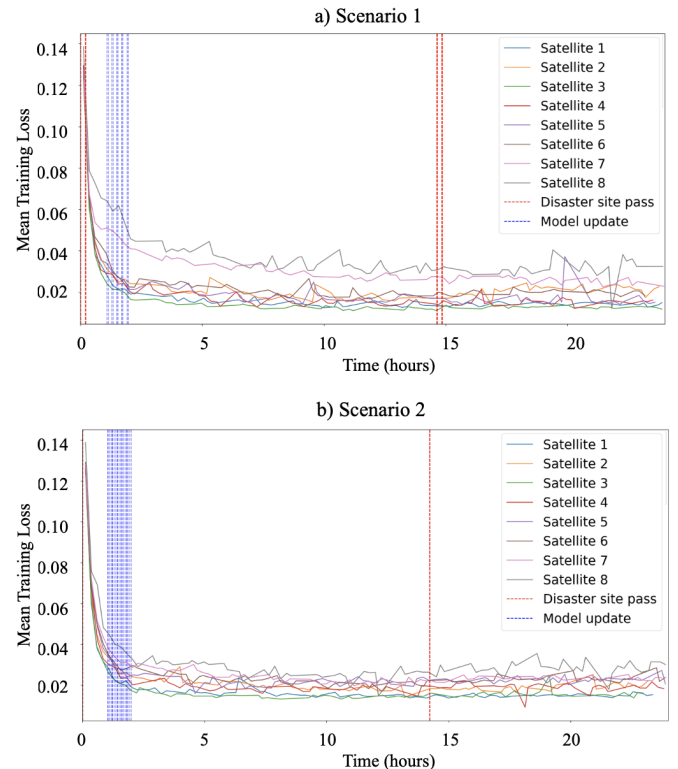 a) Scenario 1
0.14
0.12
0.10
0.08
0.06
0.04
0.02
Mean Training Loss
Satellite 1
Satellite 2
Satellite 3
Satellite 4
Satellite 5
Satellite 6
Satellite 7
Satellite 8
Disaster site pass
Model update
0 5 10 15 20
Time (hours)
b) Scenario 2
0.14
0.12
0.10
0.08
0.06
0.04
0.02
Mean Training Loss
Satellite 1
Satellite 2
Satellite 3
Satellite 4
Satellite 5
Satellite 6
Satellite 7
Satellite 8
Disaster site pass
Model update
0 5 10 15 20
Time (hours)